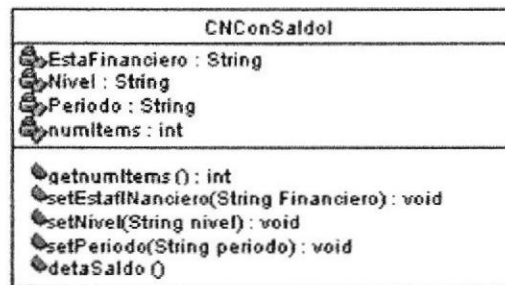 CNConSaldoI
EstaFinanciero : String
Nivel : String
Periodo : String
numItems : int
getnumItems () : int
setEstafINanciero(String Financiero) : void
setNivel(String nivel) : void
setPeriodo(String periodo) : void
detaSaldo ()